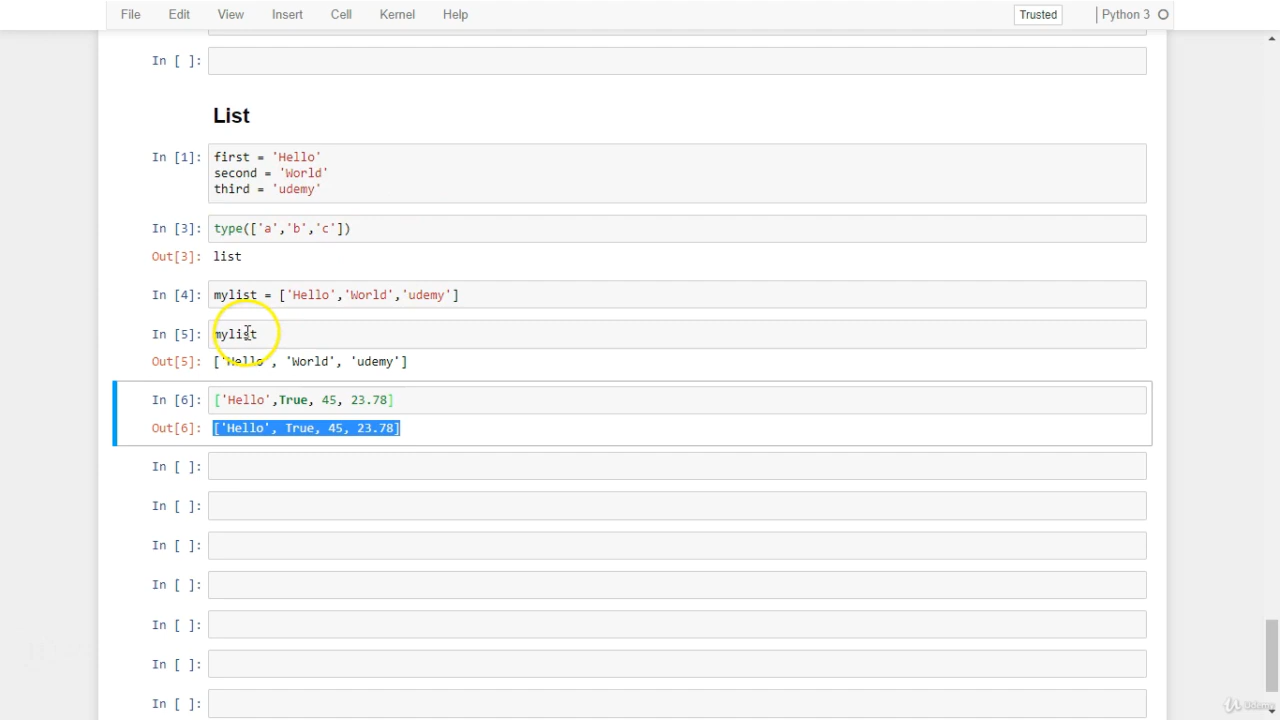 File Edit View Insert Cell Kernel Help Trusted Python 3
In [ ]:
List
In [1]: first = 'Hello'
second = 'World'
third = 'udemy'
In [3]: type(['a','b','c'])
Out[3]: list
In [4]: mylist = ['Hello','World','udemy']
In [5]: mylist
Out[5]: ['Hello', 'World', 'udemy']
In [6]: ['Hello',True, 45, 23.78]
Out[6]: ['Hello', True, 45, 23.78]
In [ ]:
In [ ]:
In [ ]:
In [ ]:
In [ ]:
In [ ]:
In [ ]:
Udemy